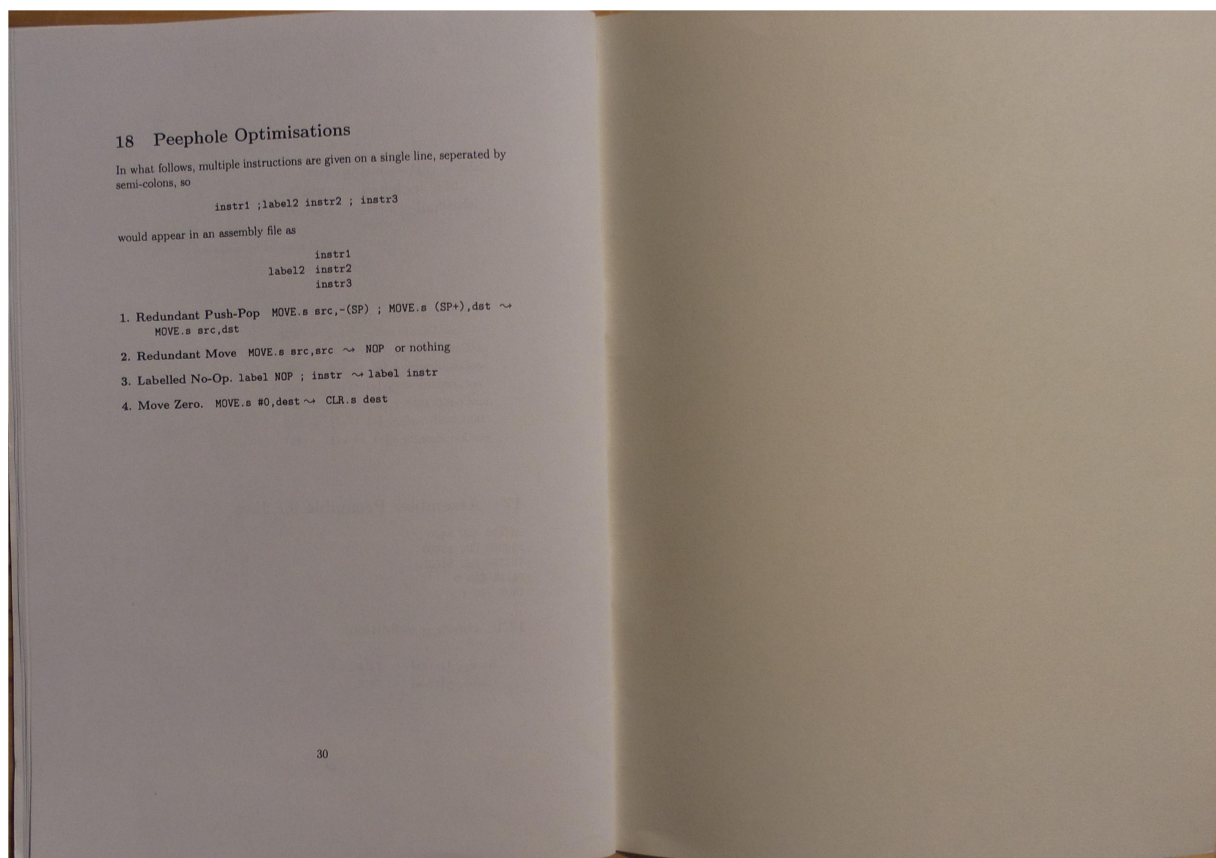 18 Peephole Optimisations
In what follows, multiple instructions are given on a single line, seperated by
semi-colons, so
instr1 ;label2 instr2 ; instr3
would appear in an assembly file as
instr1
label2 instr2
instr3
1. Redundant Push-Pop MOVE.s src,-(SP) ; MOVE.s (SP+),dst ⇝
MOVE.s src,dst
2. Redundant Move MOVE.s src,src ⇝ NOP or nothing
3. Labelled No-Op. label NOP ; instr ⇝ label instr
4. Move Zero. MOVE.s #0,dest ⇝ CLR.s dest
30